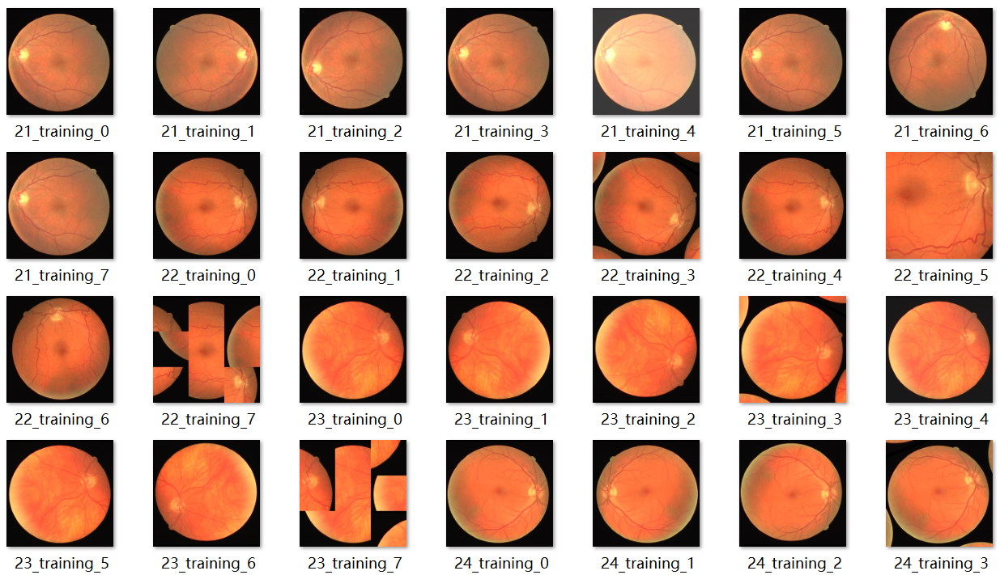 21_training_0 21_training_1 21_training_2 21_training_3 21_training_4 21_training_5 21_training_6
21_training_7 22_training_0 22_training_1 22_training_2 22_training_3 22_training_4 22_training_5
22_training_6 22_training_7 23_training_0 23_training_1 23_training_2 23_training_3 23_training_4
23_training_5 23_training_6 23_training_7 24_training_0 24_training_1 24_training_2 24_training_3